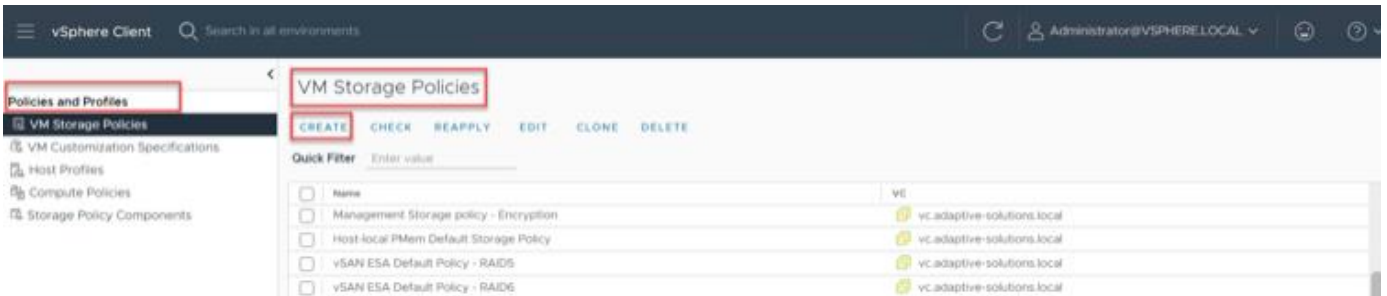 vSphere Client Search in all environments Administrator@VSPHERE.LOCAL
Policies and Profiles
VM Storage Policies
VM Customization Specifications
Host Profiles
Compute Policies
Storage Policy Components
VM Storage Policies
CREATE CHECK REAPPLY EDIT CLONE DELETE
Quick Filter Enter value
Name VC
Management Storage policy - Encryption vc.adaptive-solutions.local
Host-local PMem Default Storage Policy vc.adaptive-solutions.local
vSAN ESA Default Policy - RAID5 vc.adaptive-solutions.local
vSAN ESA Default Policy - RAID6 vc.adaptive-solutions.local